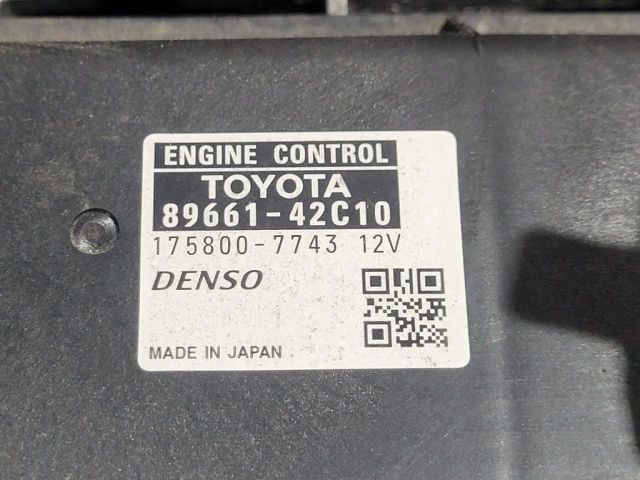 ENGINE CONTROL
TOYOTA
89661-42C10
175800-7743 12V
DENSO
MADE IN JAPAN